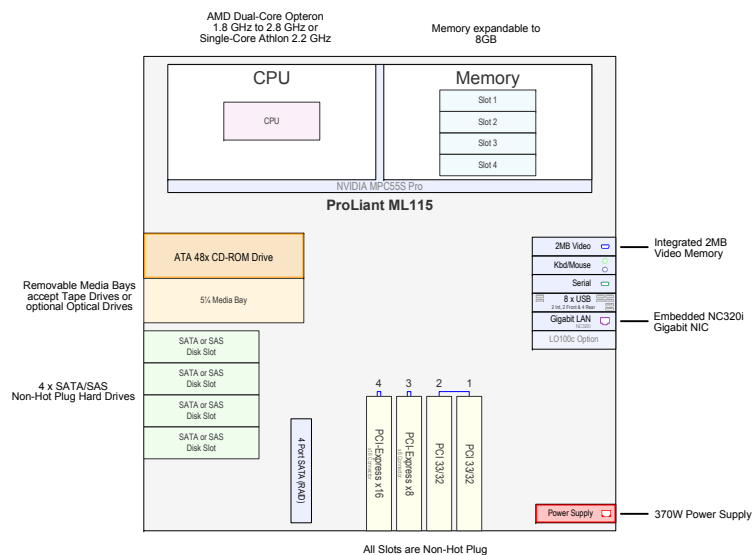 AMD Dual-Core Opteron
1.8 GHz to 2.8 GHz or
Single-Core Athlon 2.2 GHz
Memory expandable to
8GB
CPU
Memory
CPU
Slot 1
Slot 2
Slot 3
Slot 4
NVIDIA MPC55S Pro
ProLiant ML115
ATA 48x CD-ROM Drive
5¼ Media Bay
Removable Media Bays
accept Tape Drives or
optional Optical Drives
2MB Video
Kbd/Mouse
Serial
8 x USB
2 Int, 2 Front & 4 Rear
Gigabit LAN
NC320i
LO100c Option
Integrated 2MB
Video Memory
Embedded NC320i
Gigabit NIC
SATA or SAS
Disk Slot
SATA or SAS
Disk Slot
SATA or SAS
Disk Slot
SATA or SAS
Disk Slot
4 x SATA/SAS
Non-Hot Plug Hard Drives
4 Port SATA (RAID)
4
3
2
1
PCI-Express x16
x16 Connector
PCI-Express x8
x8 Connector
PCI 33/32
PCI 33/32
Power Supply
370W Power Supply
All Slots are Non-Hot Plug